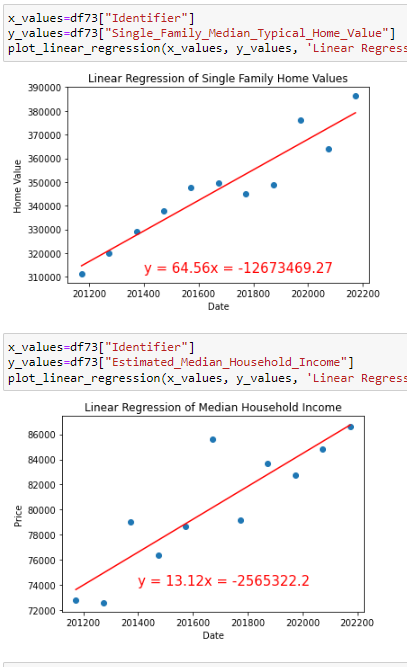 x_values=df73["Identifier"]
y_values=df73["Single_Family_Median_Typical_Home_Value"]
plot_linear_regression(x_values, y_values, 'Linear Regress
Linear Regression of Single Family Home Values
390000
380000
370000
360000
350000
340000
330000
320000
310000
Home Value
y = 64.56x = -12673469.27
201200 201400 201600 201800 202000 202200
Date
x_values=df73["Identifier"]
y_values=df73["Estimated_Median_Household_Income"]
plot_linear_regression(x_values, y_values, 'Linear Regress
Linear Regression of Median Household Income
86000
84000
82000
80000
78000
76000
74000
72000
Price
y = 13.12x = -2565322.2
201200 201400 201600 201800 202000 202200
Date